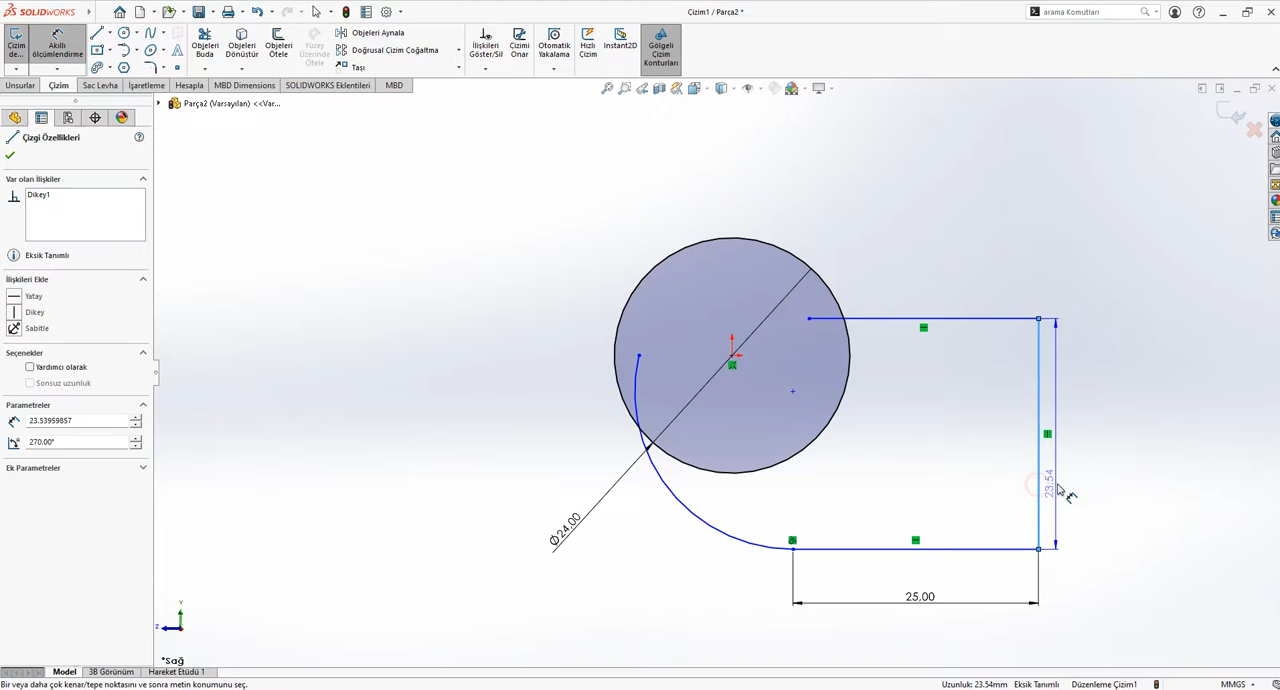 SOLIDWORKS
Çizim1 / Parça2 *
arama Komutları
Çizim de...
Akıllı ölçümlendirme
Objeleri Buda
Objeleri Dönüştür
Objeleri Ötele
Yüzey Üzerinde Ötele
Objeleri Aynala
Doğrusal Çizim Çoğaltma
Taşı
İlişkileri Göster/Sil
Çizimi Onar
Otomatik Yakalama
Hızlı Çizim
Instant2D
Gölgeli Çizim Konturları
Unsurlar
Çizim
Sac Levha
İşaretleme
Hesapla
MBD Dimensions
SOLIDWORKS Eklentileri
MBD
Parça2 (Varsayılan) <<Var...
Çizgi Özellikleri
Var olan İlişkiler
Dikey1
Eksik Tanımlı
İlişkileri Ekle
Yatay
Dikey
Sabitle
Seçenekler
Yardımcı olarak
Sonsuz uzunluk
Parametreler
23.53959857
270.00°
Ek Parametreler
23.54
Ø24,00
25,00
Y
Z
*Sağ
Model
3B Görünüm
Hareket Etüdü 1
Bir veya daha çok kenar/tepe noktasını ve sonra metin konumunu seç.
Uzunluk: 23.54mm
Eksik Tanımlı
Düzenleme Çizim1
MMGS